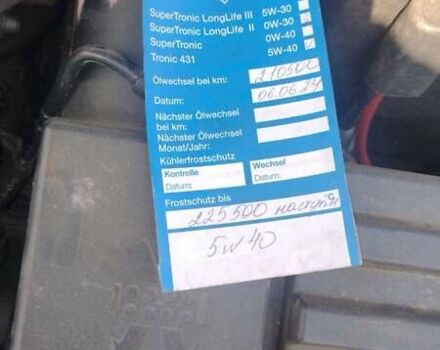 SuperTronic LongLife III 5W-30
SuperTronic LongLife II 0W-30
SuperTronic 0W-40
Tronic 431 5W-40
Ölwechsel bei km: 210500
Datum: 06.06.24
Nächster Ölwechsel
bei km:
Nächster Ölwechsel
Monat/Jahr:
Kühlerfrostschutz
Kontrolle Wechsel
Datum: Datum:
Frostschutz bis
225500 наступн
5W40